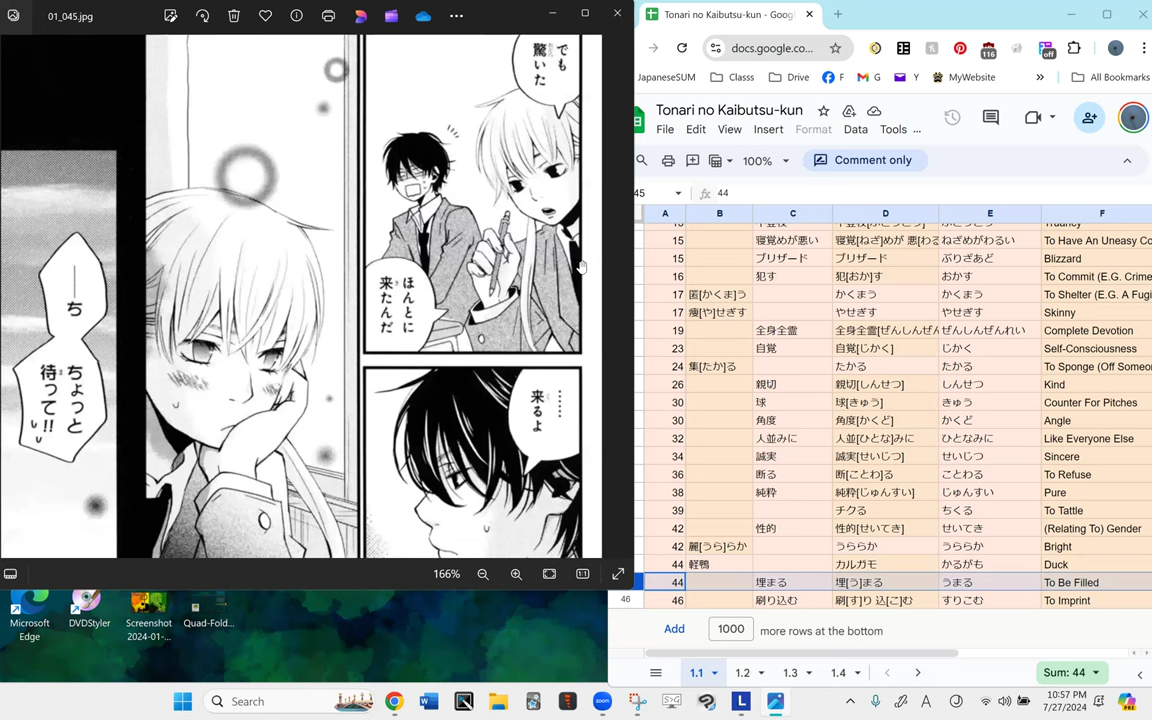 01_045.jpg
でも
驚いた
ほんとに
来たんだ
……
来るよ
──ち
ちょっと
待って!!
166%
Microsoft
Edge
DVDStyler
Screenshot
2024-01-...
Quad-Fold...
Tonari no Kaibutsu-kun - Googl
docs.google.co...
116
off
JapaneseSUM
Classs
Drive
F
G
Y
MyWebsite
All Bookmarks
Tonari no Kaibutsu-kun
File Edit View Insert Format Data Tools ...
100%
Comment only
45 fx 44
A B C D E F
15 寝覚めが悪い 寝覚[ねざ]めが 悪[わる ねざめがわるい To Have An Uneasy Co
15 ブリザード ブリザード ぶりざあど Blizzard
16 犯す 犯[おか]す おかす To Commit (E.G. Crime
17 匿[かくま]う かくまう かくまう To Shelter (E.G. A Fugi
17 痩[や]せぎす やせぎす やせぎす Skinny
19 全身全霊 全身全霊[ぜんしんぜん ぜんしんぜんれい Complete Devotion
23 自覚 自覚[じかく] じかく Self-Consciousness
24 集[たか]る たかる たかる To Sponge (Off Someo
26 親切 親切[しんせつ] しんせつ Kind
30 球 球[きゅう] きゅう Counter For Pitches
30 角度 角度[かくど] かくど Angle
32 人並みに 人並[ひとな]みに ひとなみに Like Everyone Else
34 誠実 誠実[せいじつ] せいじつ Sincere
36 断る 断[ことわ]る ことわる To Refuse
38 純粋 純粋[じゅんすい] じゅんすい Pure
39 チクる ちくる To Tattle
42 性的 性的[せいてき] せいてき (Relating To) Gender
42 麗[うら]らか うららか うららか Bright
44 軽鴨 カルガモ かるがも Duck
44 埋まる 埋[う]まる うまる To Be Filled
46 46 刷り込む 刷[す]り 込[こ]む すりこむ To Imprint
Add 1000 more rows at the bottom
1.1 1.2 1.3 1.4 Sum: 44
Search
zoom
L
10:57 PM
7/27/2024
PRE